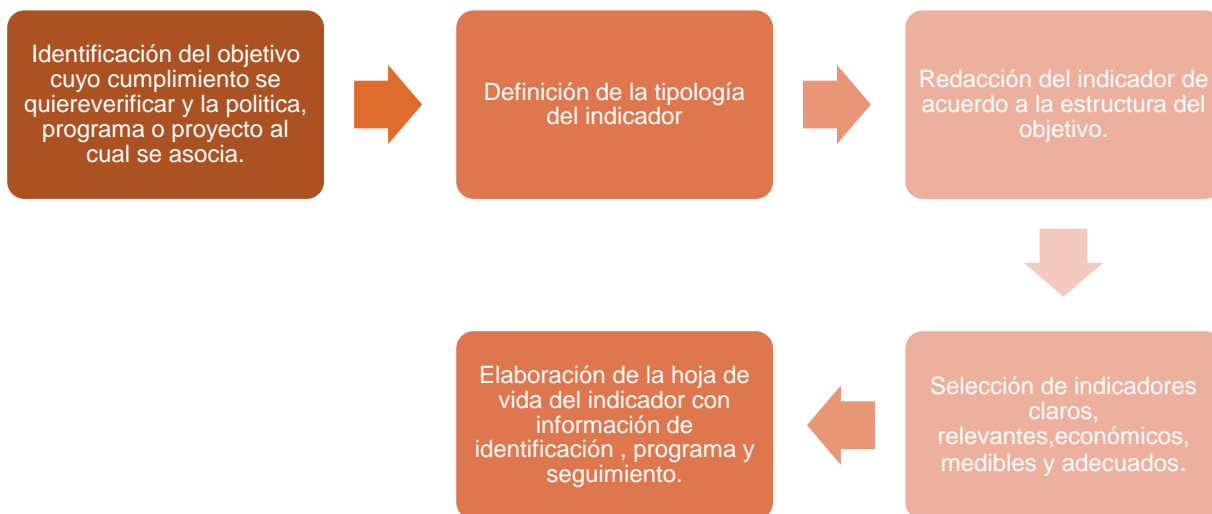 Identificación del objetivo
cuyo cumplimiento se
quiereverificar y la politica,
programa o proyecto al
cual se asocia.
Definición de la tipología
del indicador
Redacción del indicador de
acuerdo a la estructura del
objetivo.
Selección de indicadores
claros,
relevantes,económicos,
medibles y adecuados.
Elaboración de la hoja de
vida del indicador con
información de
identificación , programa y
seguimiento.